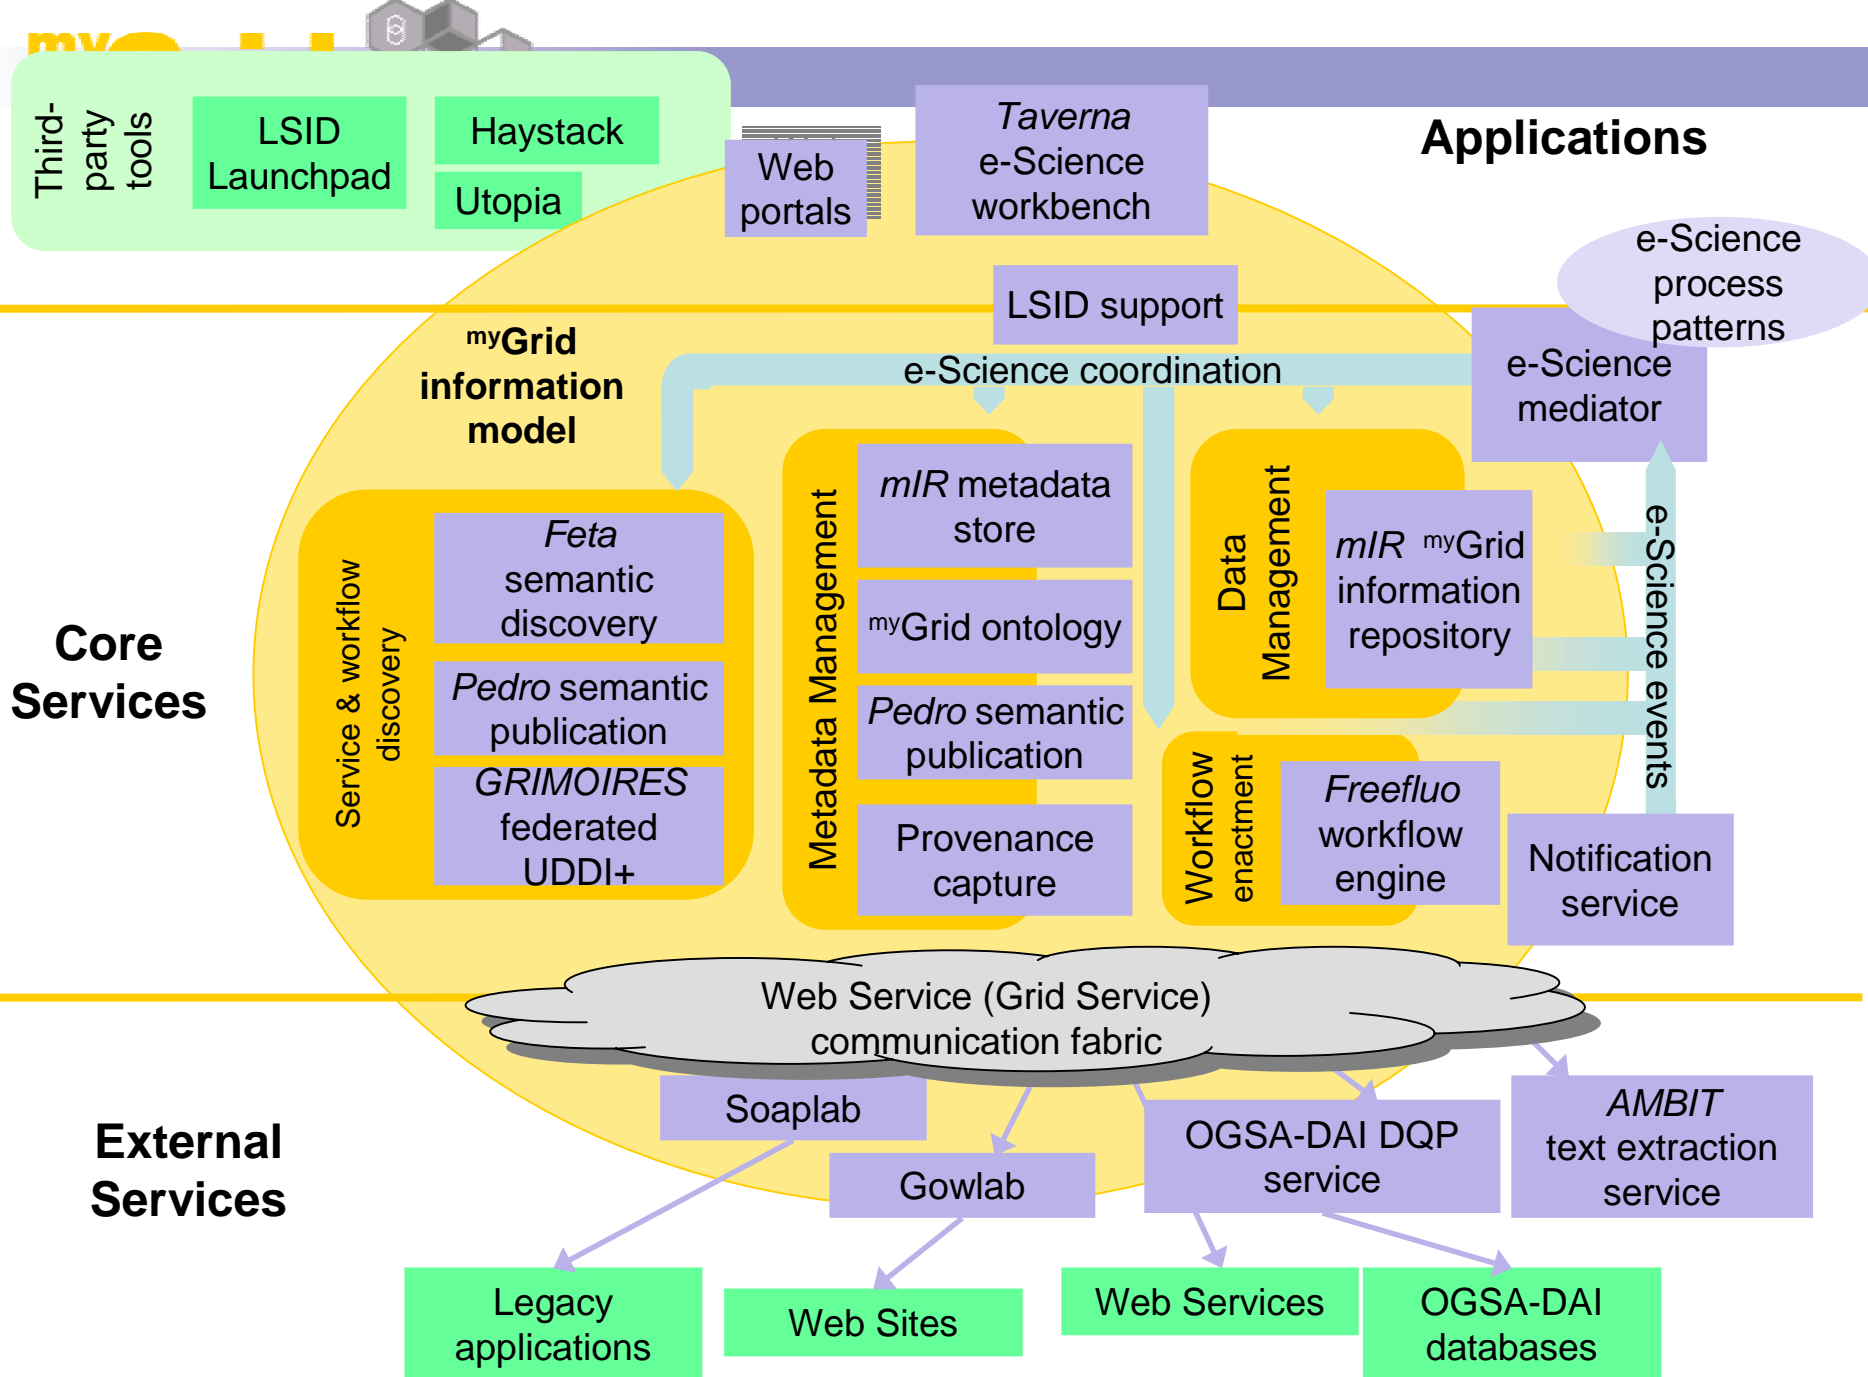 my
Third-
party
tools
LSID
Launchpad
Haystack
Utopia
Web
portals
Taverna
e-Science
workbench
Applications
e-Science
process
patterns
LSID support
myGrid
information
model
e-Science coordination
e-Science
mediator
Core
Services
Service & workflow
discovery
Feta
semantic
discovery
Pedro semantic
publication
GRIMOIRES
federated
UDDI+
Metadata Management
mIR metadata
store
myGrid ontology
Pedro semantic
publication
Provenance
capture
Data
Management
mIR myGrid
information
repository
Workflow
enactment
Freefluo
workflow
engine
e-Science events
Notification
service
Web Service (Grid Service)
communication fabric
External
Services
Soaplab
Gowlab
OGSA-DAI DQP
service
AMBIT
text extraction
service
Legacy
applications
Web Sites
Web Services
OGSA-DAI
databases